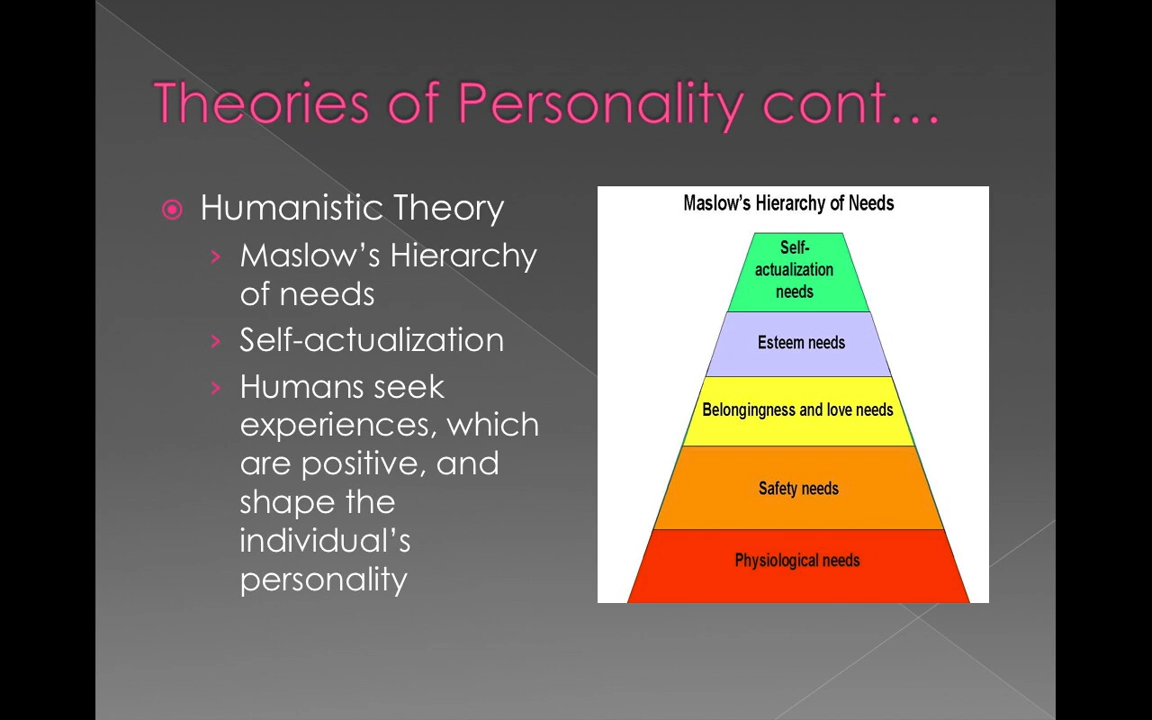 Theories of Personality cont...
Humanistic Theory
Maslow's Hierarchy
of needs
Self-actualization
Humans seek
experiences, which
are positive, and
shape the
individual's
personality
Maslow's Hierarchy of Needs
Self-
actualization
needs
Esteem needs
Belongingness and love needs
Safety needs
Physiological needs